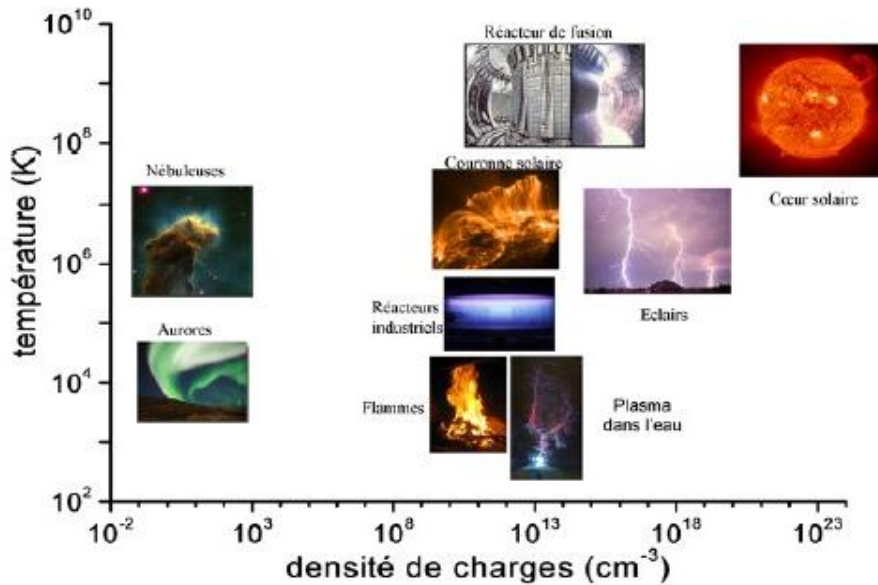 10^10
Réacteur de fusion
10^8
Nébuleuses
Couronne solaire
Cœur solaire
température (K)
10^6
Réacteurs
industriels
Eclairs
Aurores
10^4
Flammes
Plasma
dans l'eau
10^2
10^-2
10^3
10^8
10^13
10^18
10^23
densité de charges (cm^-3)